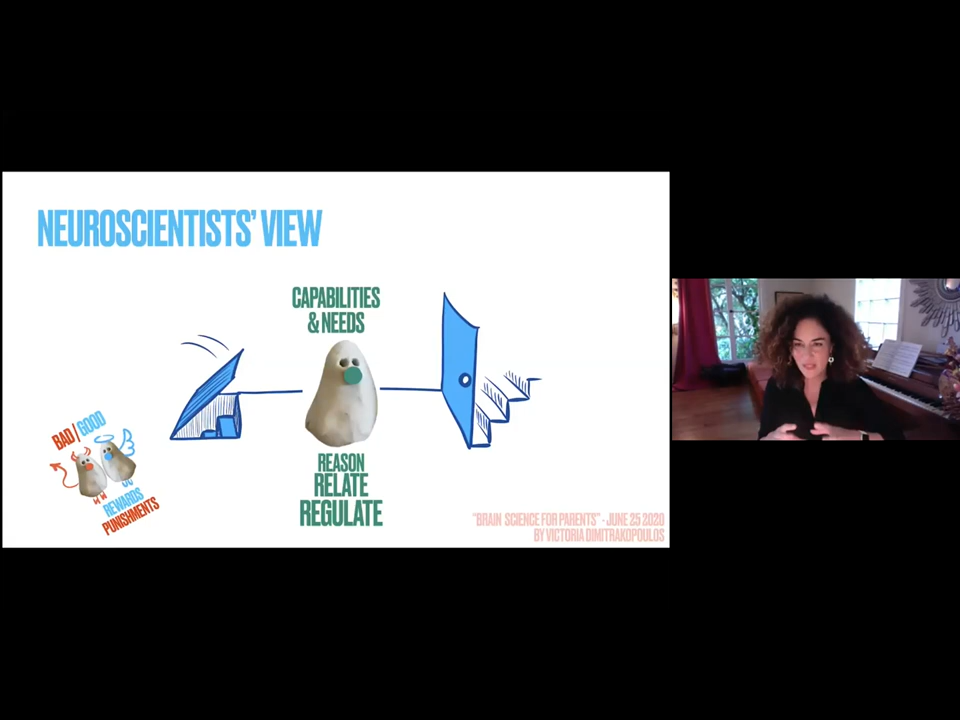 NEUROSCIENTISTS' VIEW
CAPABILITIES
& NEEDS
BAD/GOOD
REWARDS
PUNISHMENTS
REASON
RELATE
REGULATE
"BRAIN SCIENCE FOR PARENTS" - JUNE 25 2020
BY VICTORIA DIMITRAKOPOULOS